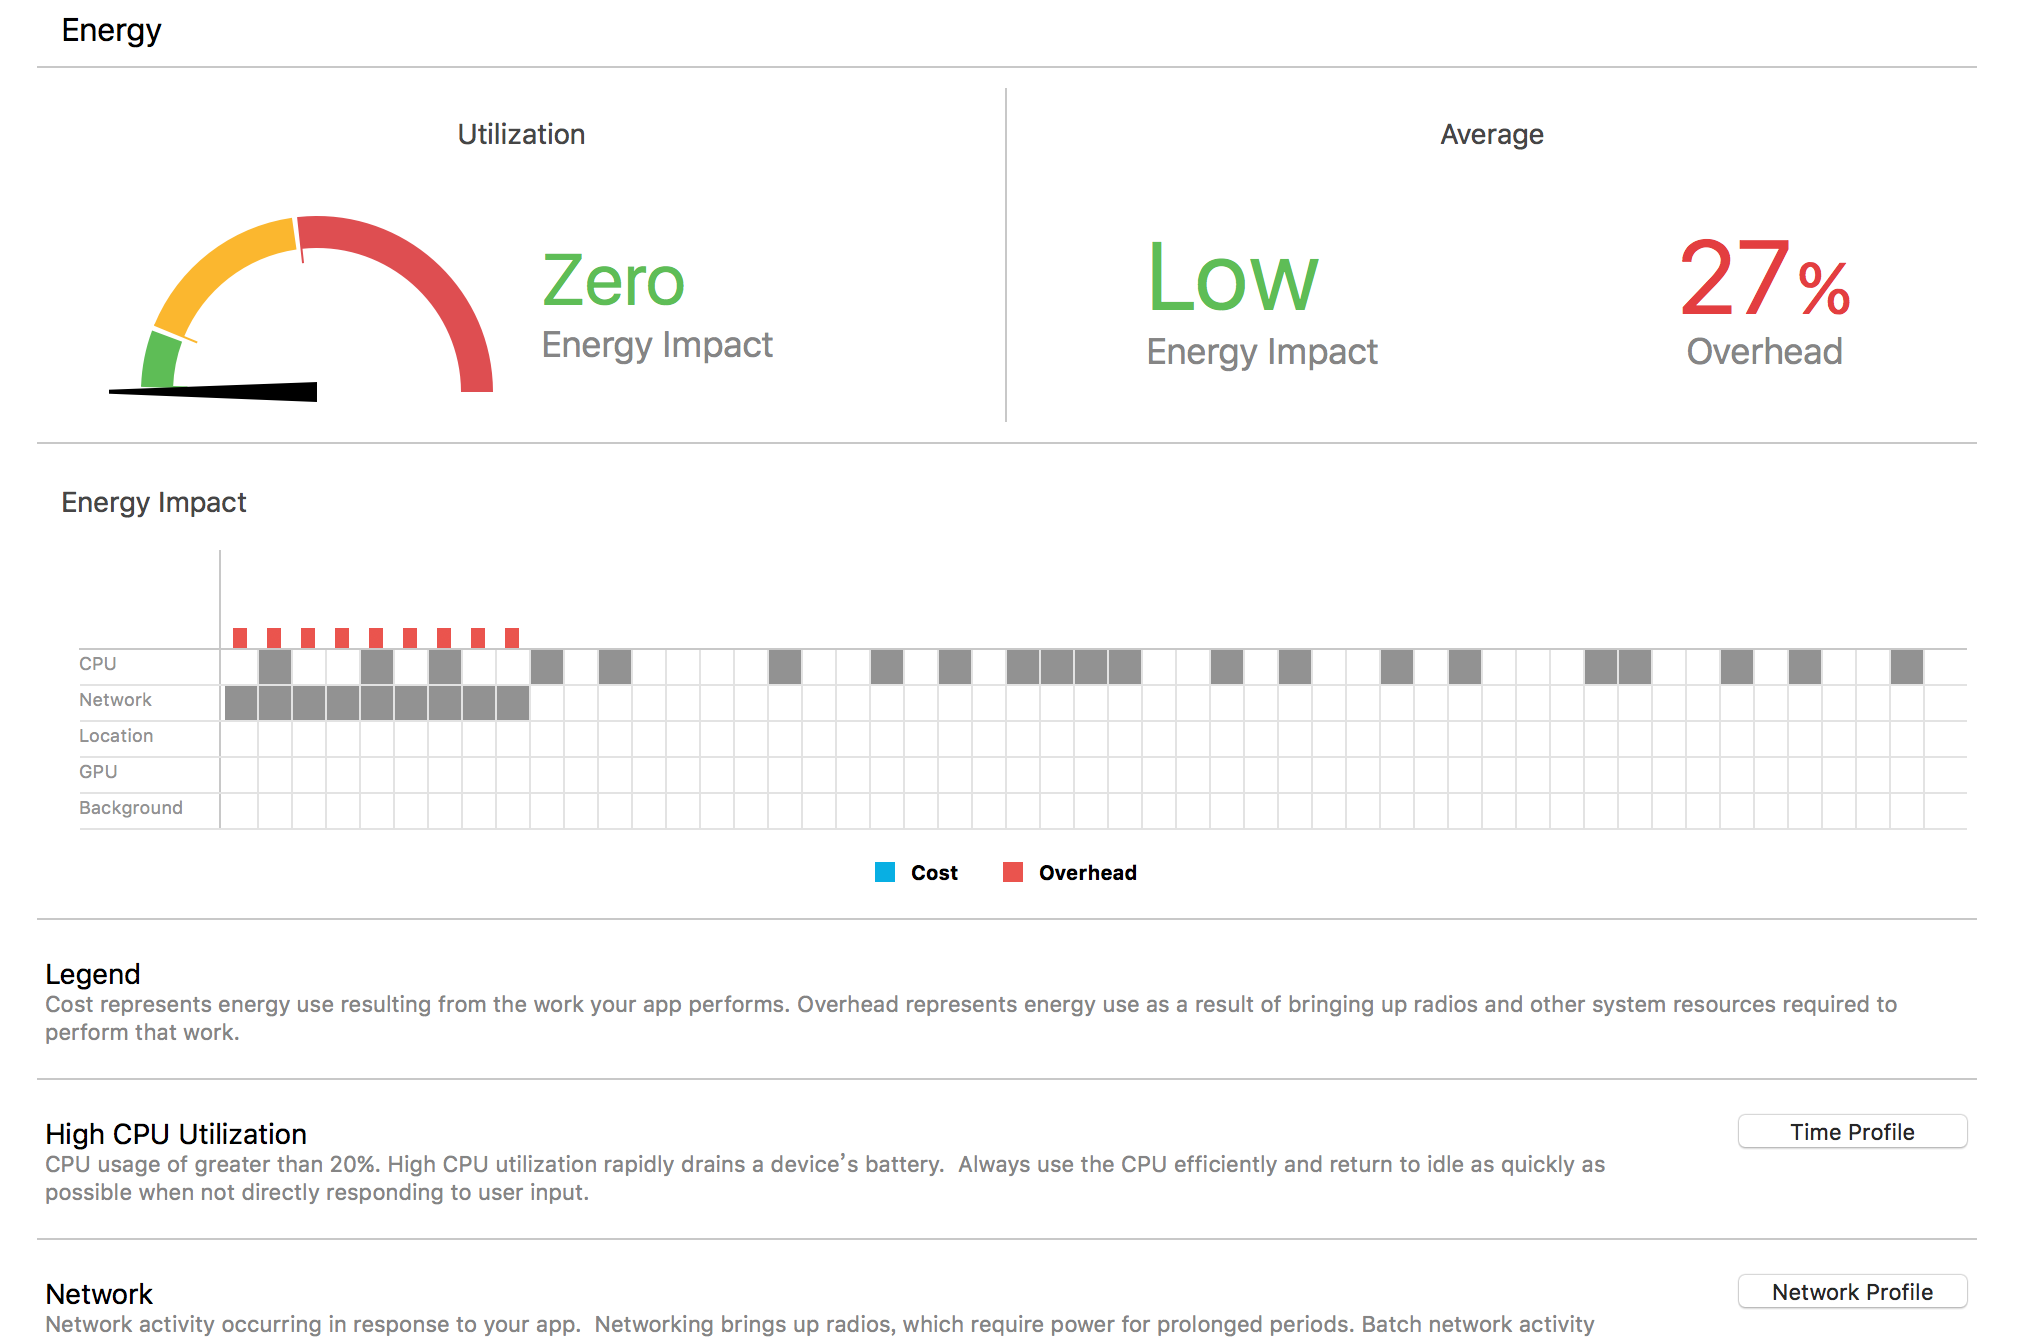 Energy
Utilization
Average
Zero
Energy Impact
Low
Energy Impact
27%
Overhead
Energy Impact
CPU
Network
Location
GPU
Background
Cost
Overhead
Legend
Cost represents energy use resulting from the work your app performs. Overhead represents energy use as a result of bringing up radios and other system resources required to
perform that work.
High CPU Utilization
Time Profile
CPU usage of greater than 20%. High CPU utilization rapidly drains a device’s battery.  Always use the CPU efficiently and return to idle as quickly as
possible when not directly responding to user input.
Network
Network Profile
Network activity occurring in response to your app.  Networking brings up radios, which require power for prolonged periods. Batch network activity